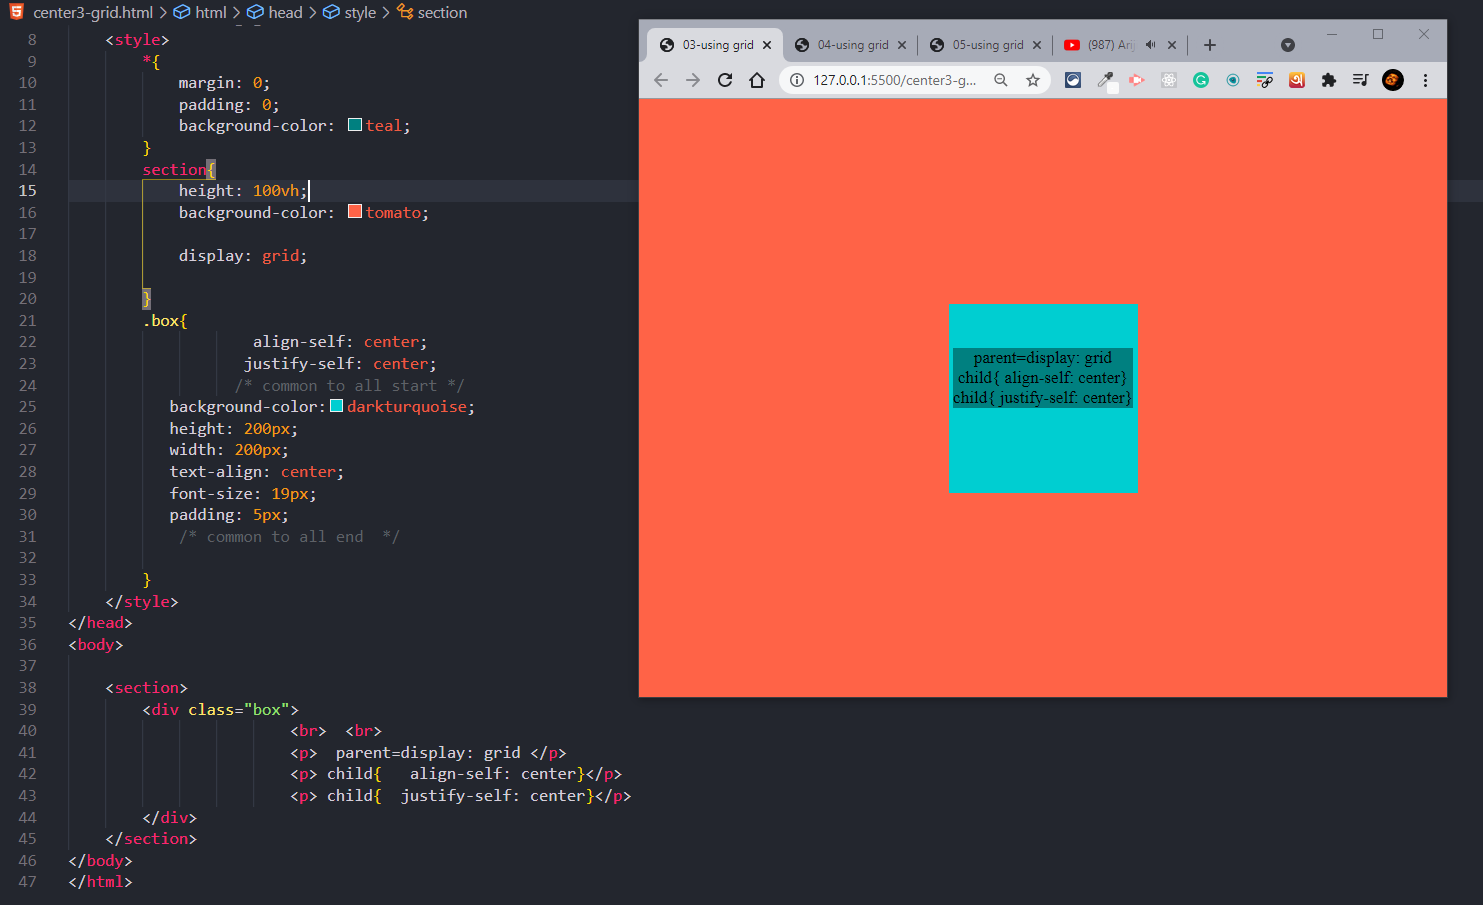 center3-grid.html > html > head > style > section
8 <style>
9 *{
10 margin: 0;
11 padding: 0;
12 background-color: teal;
13 }
14 section{
15 height: 100vh;
16 background-color: tomato;
17
18 display: grid;
19
20 }
21 .box{
22 align-self: center;
23 justify-self: center;
24 /* common to all start */
25 background-color: darkturquoise;
26 height: 200px;
27 width: 200px;
28 text-align: center;
29 font-size: 19px;
30 padding: 5px;
31 /* common to all end */
32
33 }
34 </style>
35 </head>
36 <body>
37
38 <section>
39 <div class="box">
40 <br> <br>
41 <p> parent=display: grid </p>
42 <p> child{ align-self: center}</p>
43 <p> child{ justify-self: center}</p>
44 </div>
45 </section>
46 </body>
47 </html>
03-using grid
04-using grid
05-using grid
(987) Arij
127.0.0.1:5500/center3-g...
parent=display: grid
child{ align-self: center}
child{ justify-self: center}